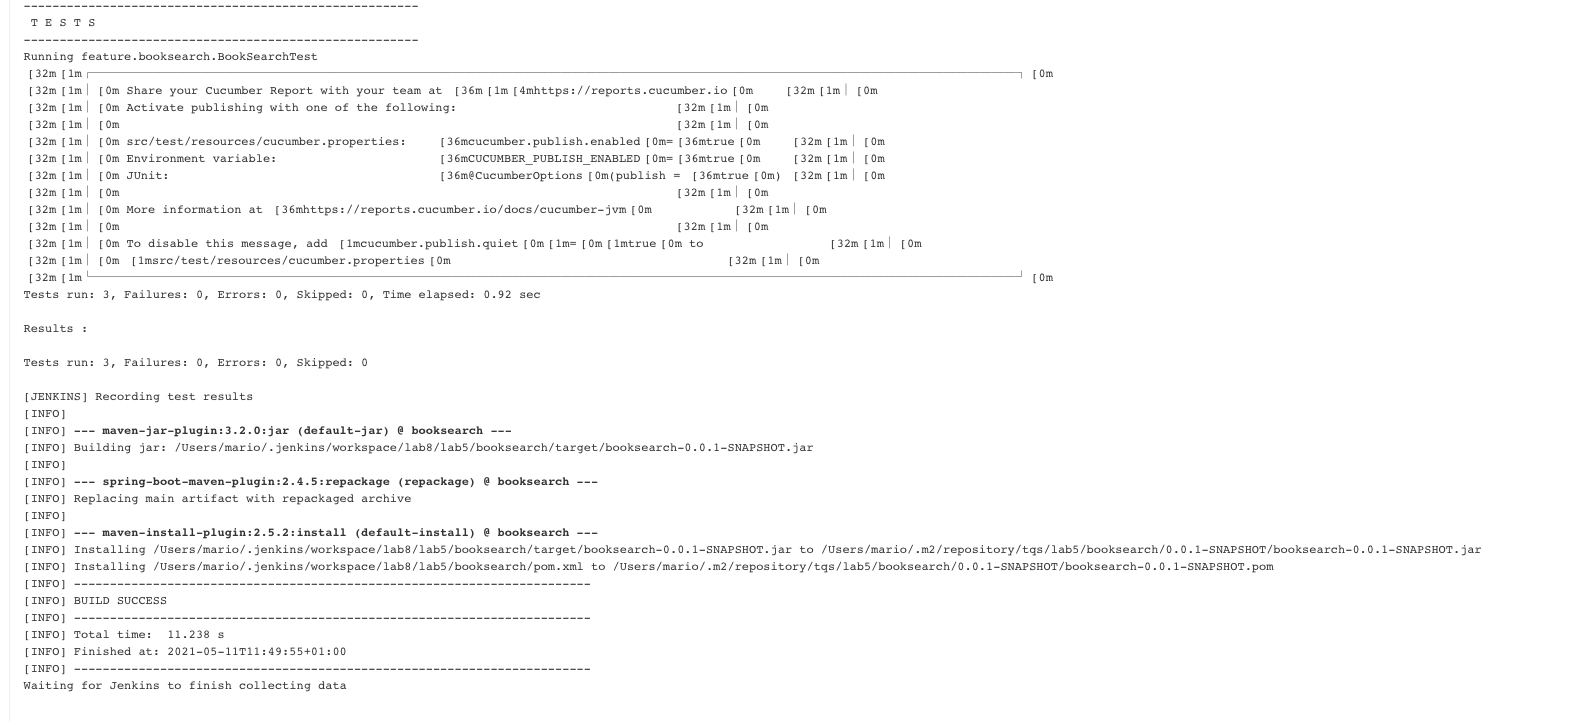 -------------------------------------------------------
 T E S T S
-------------------------------------------------------
Running feature.booksearch.BookSearchTest
[32m[1m┌──────────────────────────────────────────────────────────────────────────┐[0m
[32m[1m│[0m Share your Cucumber Report with your team at [36m[1m[4mhttps://reports.cucumber.io[0m    [32m[1m│[0m
[32m[1m│[0m Activate publishing with one of the following:                           [32m[1m│[0m
[32m[1m│[0m                                                                          [32m[1m│[0m
[32m[1m│[0m src/test/resources/cucumber.properties:    [36mcucumber.publish.enabled[0m=[36mtrue[0m    [32m[1m│[0m
[32m[1m│[0m Environment variable:                      [36mCUCUMBER_PUBLISH_ENABLED[0m=[36mtrue[0m    [32m[1m│[0m
[32m[1m│[0m JUnit:                                     [36m@CucumberOptions[0m(publish = [36mtrue[0m) [32m[1m│[0m
[32m[1m│[0m                                                                          [32m[1m│[0m
[32m[1m│[0m More information at [36mhttps://reports.cucumber.io/docs/cucumber-jvm[0m         [32m[1m│[0m
[32m[1m│[0m                                                                          [32m[1m│[0m
[32m[1m│[0m To disable this message, add [1mcucumber.publish.quiet[0m[1m=[0m[1mtrue[0m to                [32m[1m│[0m
[32m[1m│[0m [1msrc/test/resources/cucumber.properties[0m                                   [32m[1m│[0m
[32m[1m└──────────────────────────────────────────────────────────────────────────┘[0m
Tests run: 3, Failures: 0, Errors: 0, Skipped: 0, Time elapsed: 0.92 sec
Results :
Tests run: 3, Failures: 0, Errors: 0, Skipped: 0
[JENKINS] Recording test results
[INFO]
[INFO] --- maven-jar-plugin:3.2.0:jar (default-jar) @ booksearch ---
[INFO] Building jar: /Users/mario/.jenkins/workspace/lab8/lab5/booksearch/target/booksearch-0.0.1-SNAPSHOT.jar
[INFO]
[INFO] --- spring-boot-maven-plugin:2.4.5:repackage (repackage) @ booksearch ---
[INFO] Replacing main artifact with repackaged archive
[INFO]
[INFO] --- maven-install-plugin:2.5.2:install (default-install) @ booksearch ---
[INFO] Installing /Users/mario/.jenkins/workspace/lab8/lab5/booksearch/target/booksearch-0.0.1-SNAPSHOT.jar to /Users/mario/.m2/repository/tqs/lab5/booksearch/0.0.1-SNAPSHOT/booksearch-0.0.1-SNAPSHOT.jar
[INFO] Installing /Users/mario/.jenkins/workspace/lab8/lab5/booksearch/pom.xml to /Users/mario/.m2/repository/tqs/lab5/booksearch/0.0.1-SNAPSHOT/booksearch-0.0.1-SNAPSHOT.pom
[INFO] ------------------------------------------------------------------------
[INFO] BUILD SUCCESS
[INFO] ------------------------------------------------------------------------
[INFO] Total time:  11.238 s
[INFO] Finished at: 2021-05-11T11:49:55+01:00
[INFO] ------------------------------------------------------------------------
Waiting for Jenkins to finish collecting data